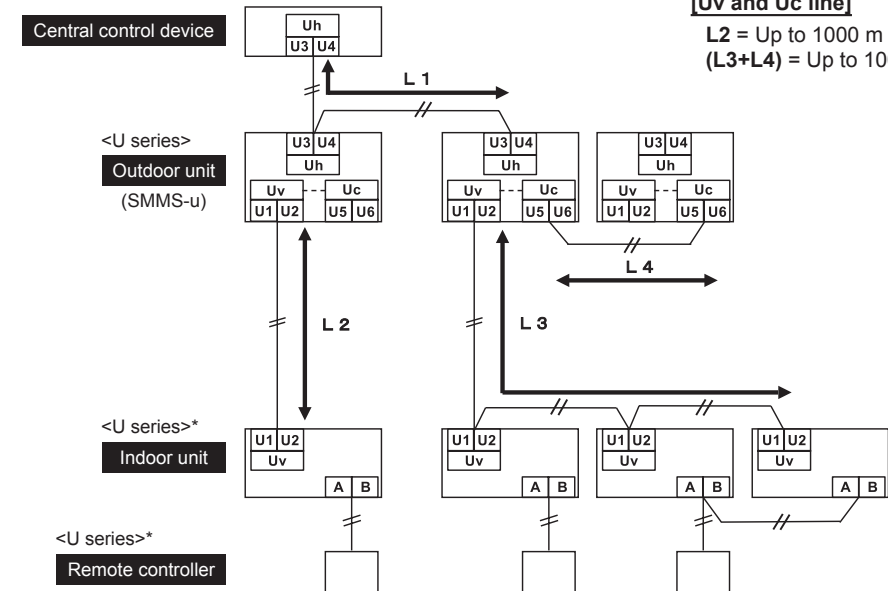 [Uv and Uc line]
L2 = Up to 1000 m
(L3+L4) = Up to
Central control device
Uh
U3 U4
L 1
<U series>
Outdoor unit
(SMMS-u)
U3 U4
Uh
Uv Uc
U1 U2 U5 U6
U3 U4
Uh
Uv Uc
U1 U2 U5 U6
U3 U4
Uh
Uv Uc
U1 U2 U5 U6
L 4
L 2
L 3
<U series>*
Indoor unit
U1 U2
Uv
A B
U1 U2
Uv
A B
U1 U2
Uv
A B
U1 U2
Uv
A B
<U series>*
Remote controller